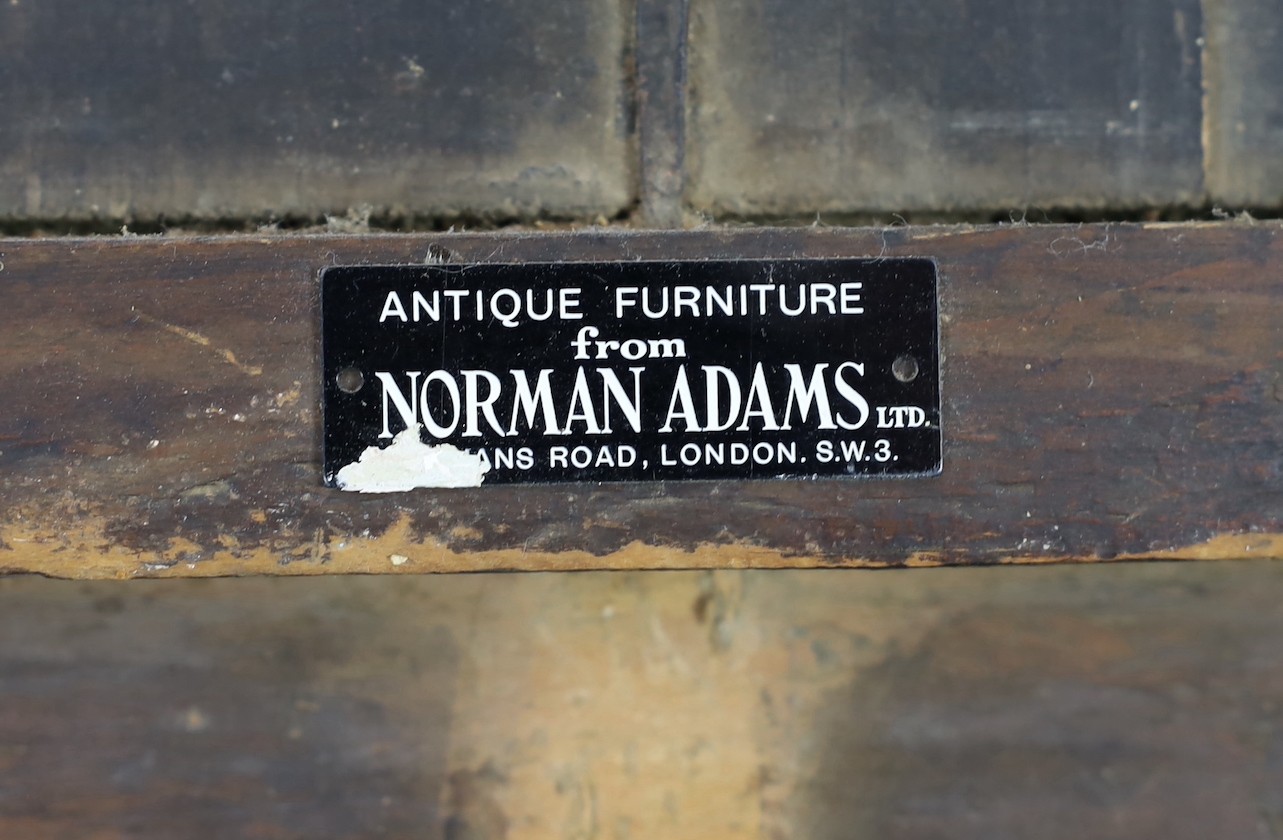 ANTIQUE FURNITURE
from
NORMAN ADAMS LTD.
ROAD, LONDON. S.W.3.